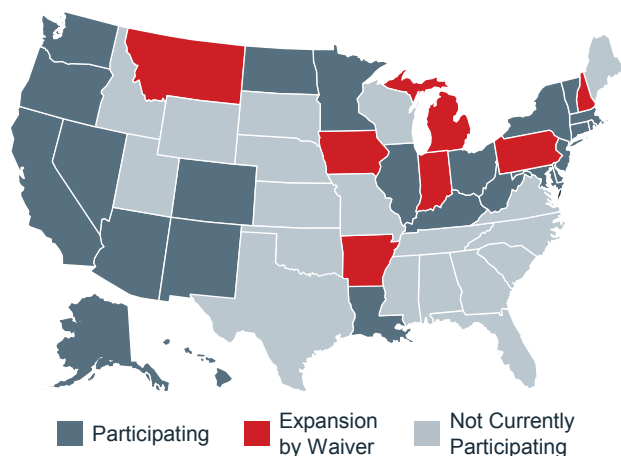 Participating
Expansion
by Waiver
Not Currently
Participating